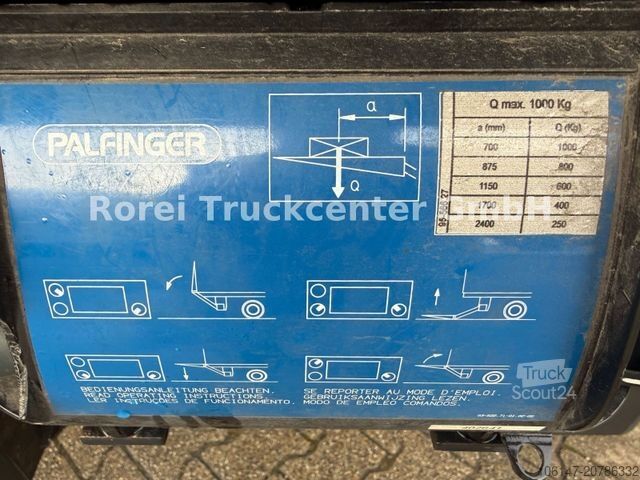 PALFINGER
a
Q
Q max. 1000 Kg
a (mm) Q (Kg)
700 1000
875 800
1150 600
1700 400
2400 250
Rorei Truckcenter GmbH
BEDIENUNGSANLEITUNG BEACHTEN.
READ OPERATING INSTRUCTIONS.
LER INSTRUÇÕES DE FUNCIONAMENTO.
SE REPORTER AU MODE D'EMPLOI.
GEBRUIKSAANWIJZING LEZEN.
MODO DE EMPLEO COMANDOS.
Truck
Scout24
106147-20786332